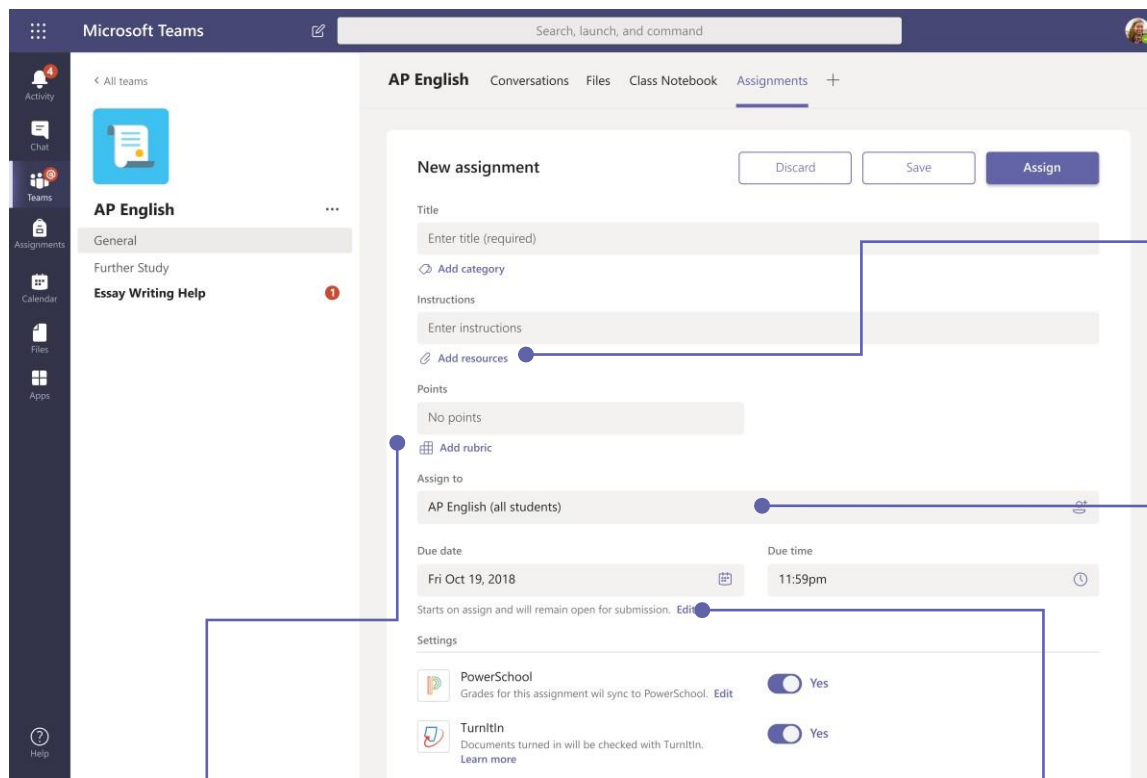 Microsoft Teams
Search, launch, and command
4
Activity
Chat
@
Teams
Assignments
Calendar
Files
Apps
Help
< All teams
AP English
...
General
Further Study
Essay Writing Help
1
AP English Conversations Files Class Notebook Assignments +
New assignment
Discard Save Assign
Title
Enter title (required)
Add category
Instructions
Enter instructions
Add resources
Points
No points
Add rubric
Assign to
AP English (all students)
Due date Due time
Fri Oct 19, 2018 11:59pm
Starts on assign and will remain open for submission. Edit
Settings
PowerSchool
Yes
Grades for this assignment wil sync to PowerSchool. Edit
TurnItIn
Yes
Documents turned in will be checked with TurnItIn.
Learn more